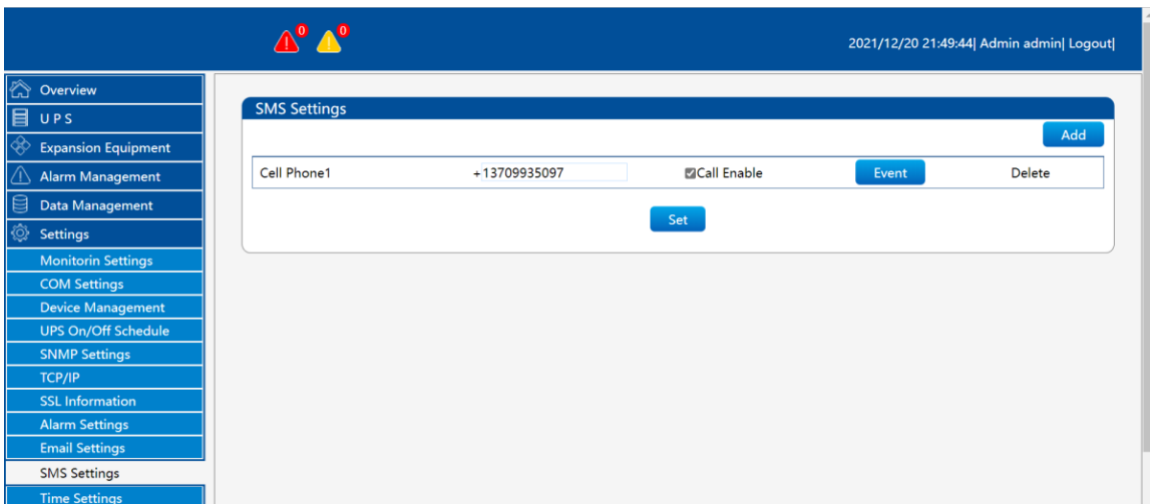 0 0
2021/12/20 21:49:44| Admin admin| Logout|
Overview
U P S
Expansion Equipment
Alarm Management
Data Management
Settings
Monitorin Settings
COM Settings
Device Management
UPS On/Off Schedule
SNMP Settings
TCP/IP
SSL Information
Alarm Settings
Email Settings
SMS Settings
Time Settings
SMS Settings
Add
Cell Phone1 +13709935097 Call Enable Event Delete
Set